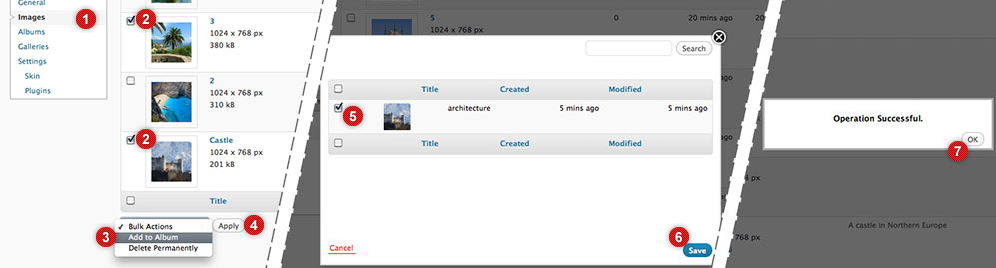 General
Images
Albums
Galleries
Settings
Skin
Plugins
1
2
3
1024 x 768 px
380 kB
2
1024 x 768 px
310 kB
2
Castle
1024 x 768 px
201 kB
Title
Bulk Actions
Add to Album
Delete Permanently
3
Apply
4
5
0
20 mins ago
20 mins ago
Search
Title
Created
Modified
5
architecture
5 mins ago
5 mins ago
Title
Created
Modified
Cancel
6
Save
Operation Successful.
OK
7
A castle in Northern Europe
768 px